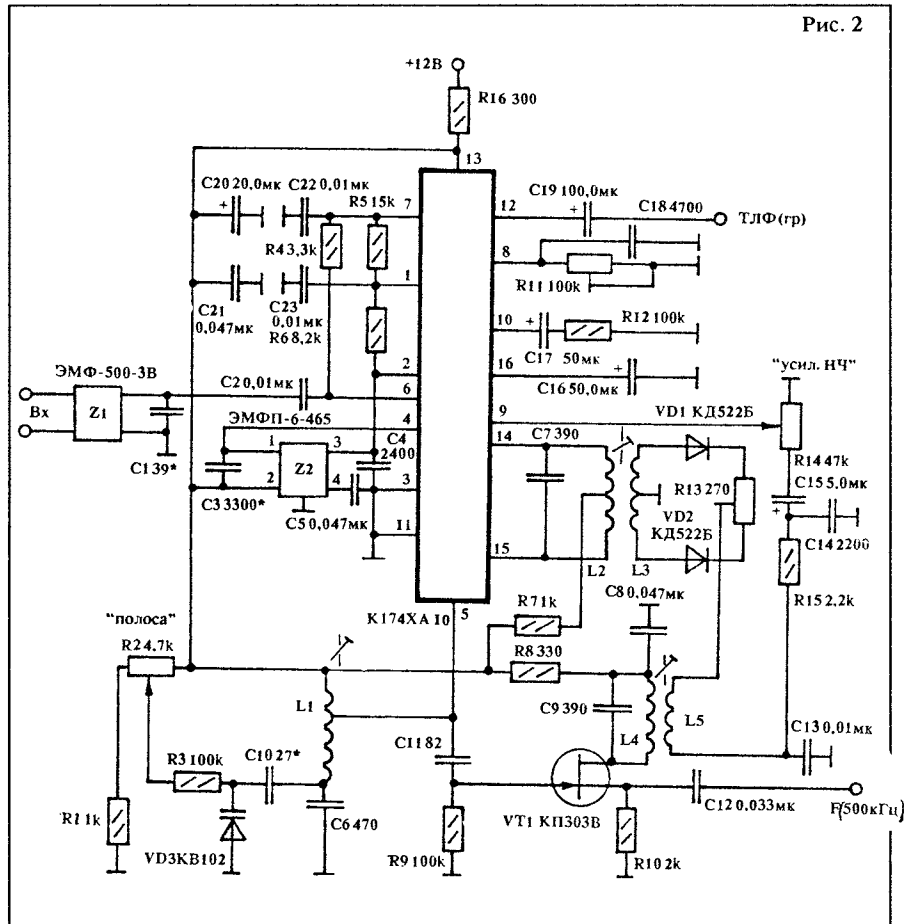 Рис. 2
+12В
R16 300
13
C20 20,0мк C22 0,01мк
R5 15k
7
12
C19 100,0мк
C18 4700
ТЛФ(гр)
R4 3,3k
8
1
R11 100k
C21
0,047мк
C23
0,01мк
R6 8,2k
10
R12 100k
C17 50мк
2
16
"усил. НЧ"
ЭМФ-500-3В
C2 0,01мк
6
C16 50,0мк
Вх
Z1
ЭМФП-6-465
9
VD1 КД522Б
4
14
C4
2400
C7 390
R14 47k
C1 39*
1
3
Z2
2
4
3
R13 270
C15 5,0мк
C3 3300*
VD2
КД522Б
C14 2200
C5 0,047мк
11
15
L2
L3
К174ХА10
5
C8 0,047мк
R15 2,2k
R7 1k
"полоса"
R2 4,7k
R8 330
L1
C9 390
L4
L5
C13 0,01мк
C10 27*
C11 82
R3 100k
C12 0,033мк
F(500кГц)
C6 470
VT1 КП303В
R1 1k
VD3 КВ102
R9 100k
R10 2k